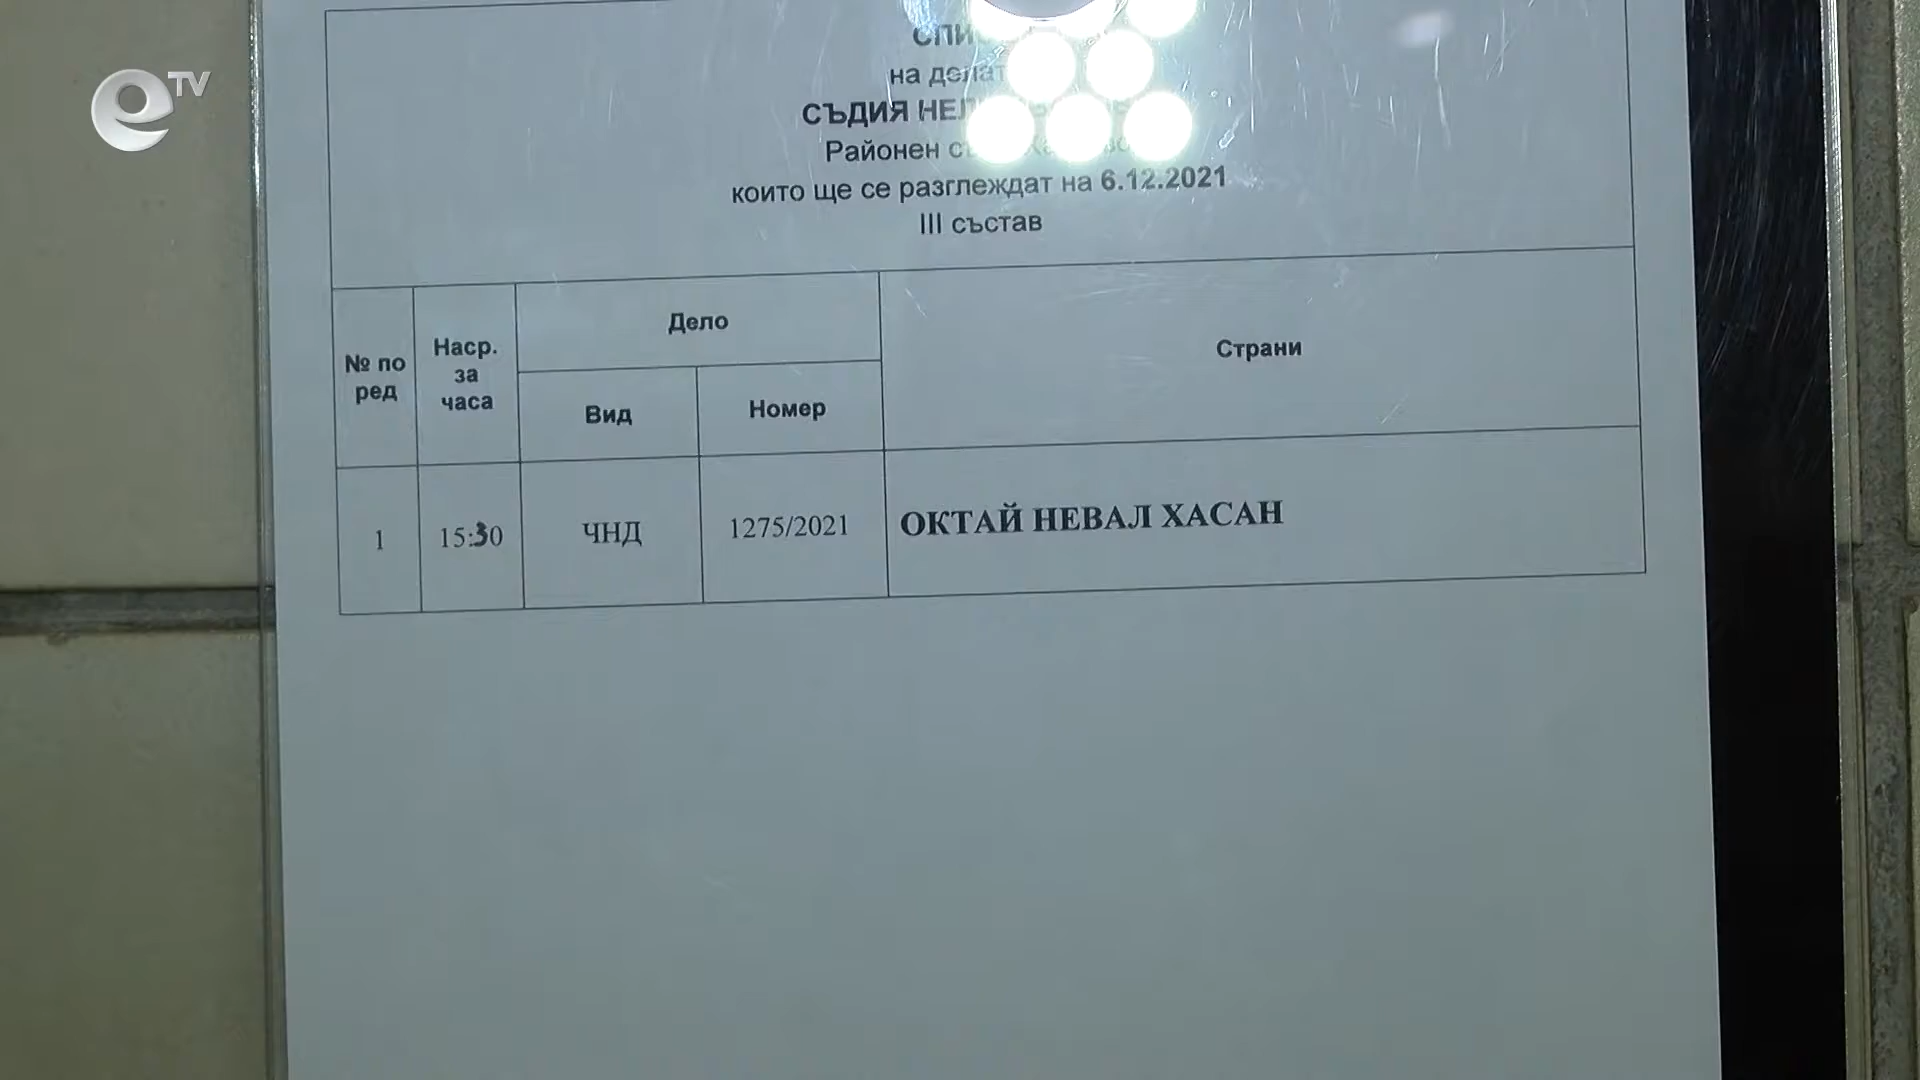 eTV
на
СЪДИЯ
Районен
които ще се разглеждат на 6.12.2021
III състав
№ по ред
Наср. за часа
Дело
Вид
Номер
Страни
1
15:30
ЧНД
1275/2021
ОКТАЙ НЕВАЛ ХАСАН